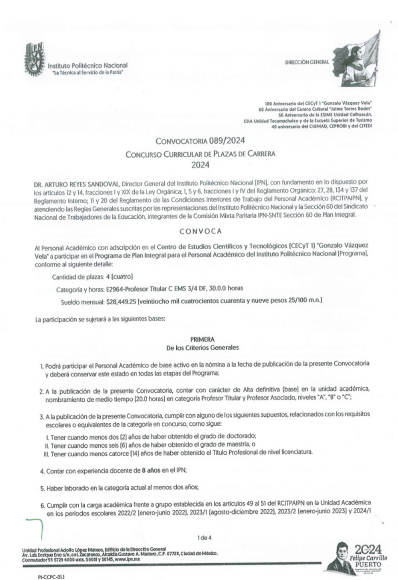 Instituto Politécnico Nacional
"La Técnica al Servicio de la Patria"
DIRECCIÓN GENERAL
100 Aniversario del CECyT 1 "Gonzalo Vázquez Vela"
60 Aniversario del Centro Cultural "Jaime Torres Bodet"
50 Aniversario de la ESIME Unidad Culhuacán,
ESIA Unidad Tecamachalco y de la Escuela Superior de Turismo
40 aniversario del CIIEMAD, CEPROBI y del CITEDI
CONVOCATORIA 089/2024
CONCURSO CURRICULAR DE PLAZAS DE CARRERA
2024
DR. ARTURO REYES SANDOVAL, Director General del Instituto Politécnico Nacional (IPN), con fundamento en lo dispuesto por
los artículos 12 y 14, fracciones I y XIX de la Ley Orgánica; 1, 5 y 6, fracciones I y IV del Reglamento Orgánico; 27, 28, 134 y 137 del
Reglamento Interno; 11 y 20 del Reglamento de las Condiciones Interiores de Trabajo del Personal Académico (RCITPAIPN), y
atendiendo las Reglas Generales suscritas por las representaciones del Instituto Politécnico Nacional y la Sección 60 del Sindicato
Nacional de Trabajadores de la Educación, integrantes de la Comisión Mixta Paritaria IPN-SNTE Sección 60 de Plan Integral.
C O N V O C A
Al Personal Académico con adscripción en el Centro de Estudios Científicos y Tecnológicos (CECyT 1) "Gonzalo Vázquez
Vela" a participar en el Programa de Plan Integral para el Personal Académico del Instituto Politécnico Nacional (Programa),
conforme al siguiente detalle:
Cantidad de plazas: 4 (cuatro)
Categoría y horas: E2964-Profesor Titular C EMS 3/4 DF, 30.0.0 horas
Sueldo mensual: $28,449.25 (veintiocho mil cuatrocientos cuarenta y nueve pesos 25/100 m.n.)
La participación se sujetará a las siguientes bases:
PRIMERA
De los Criterios Generales
1. Podrá participar el Personal Académico de base activo en la nómina a la fecha de publicación de la presente Convocatoria
y deberá conservar este estado en todas las etapas del Programa;
2. A la publicación de la presente Convocatoria, contar con carácter de Alta definitiva (base) en la unidad académica,
nombramiento de medio tiempo (20.0 horas) en categoría Profesor Titular y Profesor Asociado, niveles "A", "B" o "C";
3. A la publicación de la presente Convocatoria, cumplir con alguno de los siguientes supuestos, relacionados con los requisitos
escolares o equivalentes de la categoría en concurso, como sigue:
I. Tener cuando menos dos (2) años de haber obtenido el grado de doctorado;
II. Tener cuando menos seis (6) años de haber obtenido el grado de maestría, o
III. Tener cuando menos catorce (14) años de haber obtenido el Título Profesional de nivel licenciatura.
4. Contar con experiencia docente de 8 años en el IPN;
5. Haber laborado en la categoría actual al menos dos años;
6. Cumplir con la carga académica frente a grupo establecida en los artículos 49 al 51 del RCITPAIPN en la Unidad Académica
en los periodos escolares 2022/2 (enero-junio 2022), 2023/1 (agosto-diciembre 2022), 2023/2 (enero-junio 2023) y 2024/1
1 de 4
Unidad Profesional Adolfo López Mateos, Edificio de la Dirección General
Av. Luis Enrique Erro s/n, col. Zacatenco, Alcaldía Gustavo A. Madero, C.P. 07738, Ciudad de México.
Conmutador 55 5729 6000 exts. 50001 y 50145, www.ipn.mx
2024
Felipe Carrillo
PUERTO
PI-CCPC-01.1